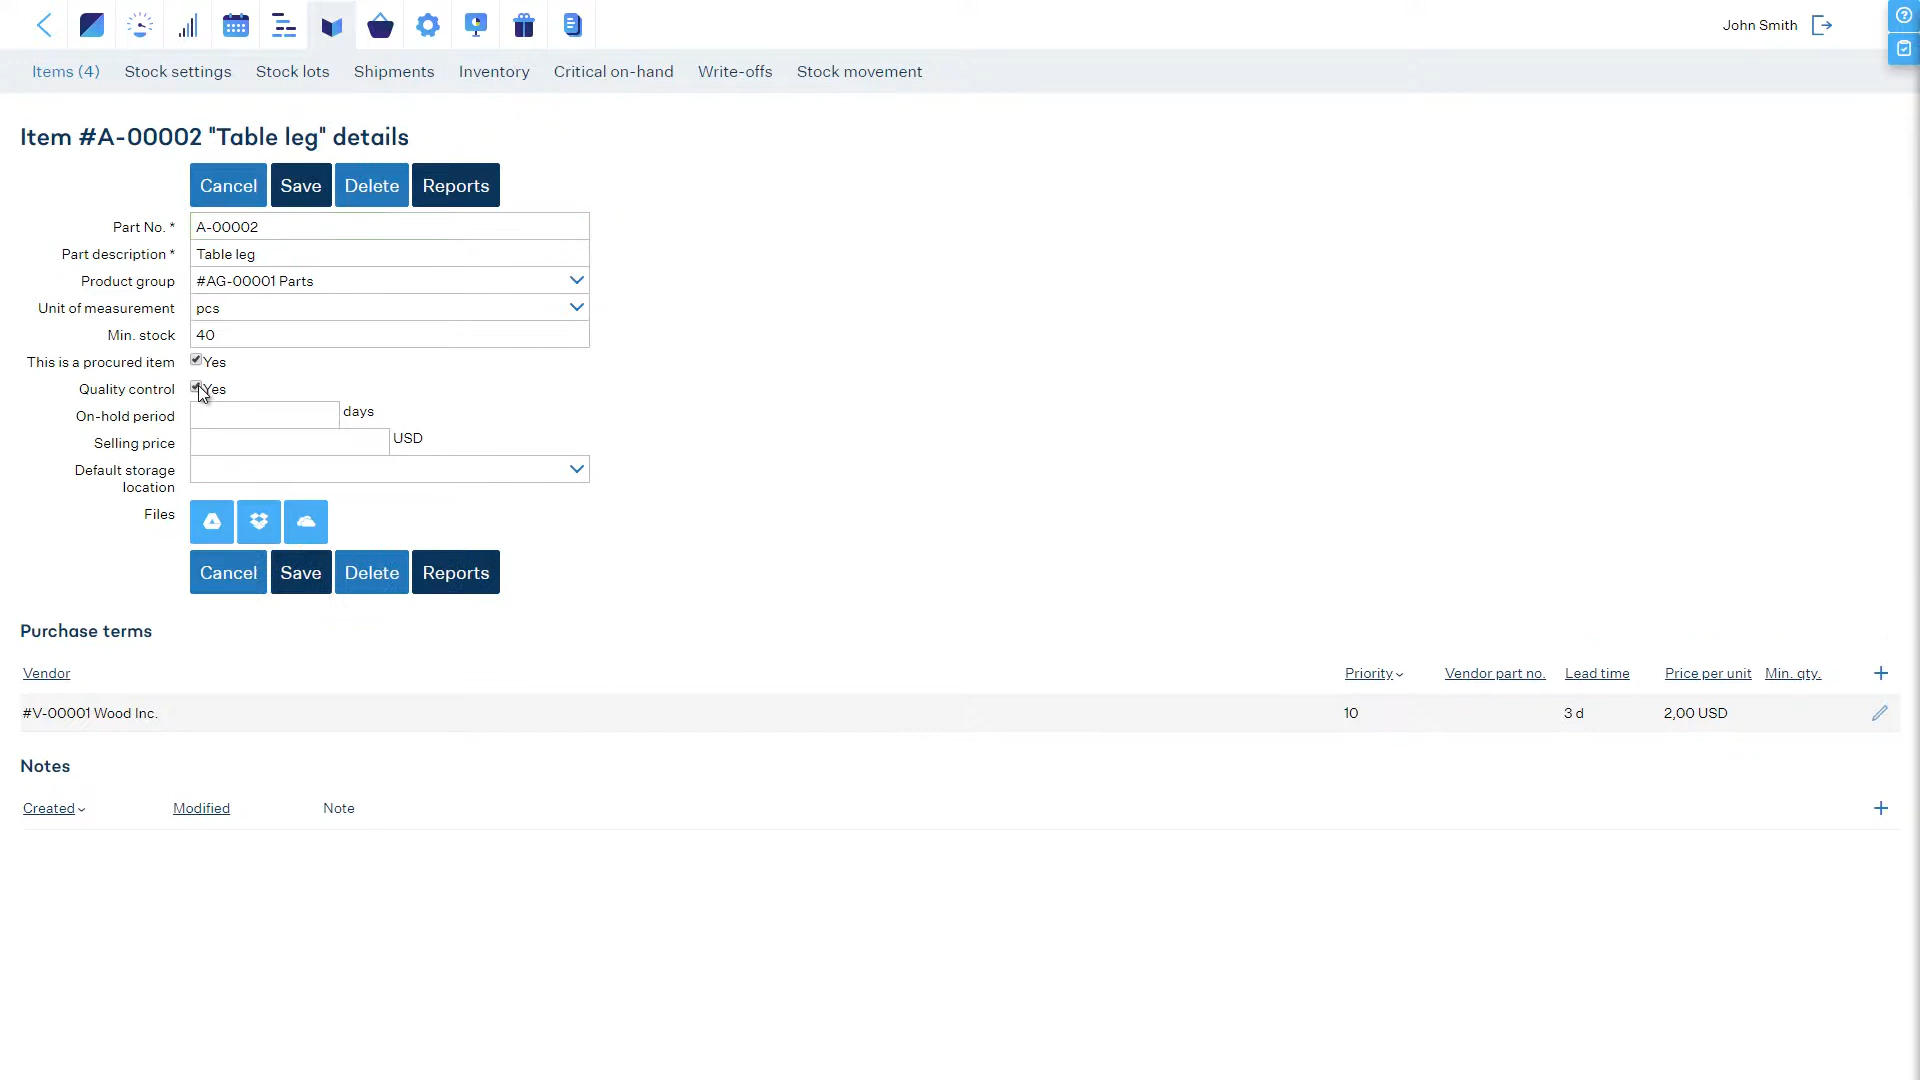 John Smith
Items (4) Stock settings Stock lots Shipments Inventory Critical on-hand Write-offs Stock movement
Item #A-00002 "Table leg" details
Cancel Save Delete Reports
Part No. * A-00002
Part description * Table leg
Product group #AG-00001 Parts
Unit of measurement pcs
Min. stock 40
This is a procured item Yes
Quality control Yes
On-hold period days
Selling price USD
Default storage
location
Files
Cancel Save Delete Reports
Purchase terms
Vendor Priority Vendor part no. Lead time Price per unit Min. qty.
#V-00001 Wood Inc. 10 3 d 2,00 USD
Notes
Created Modified Note